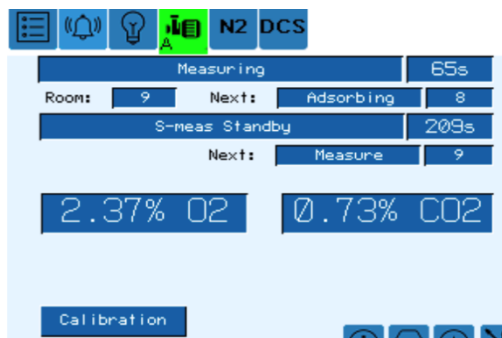 N2 DCS
A
Measuring 65s
Room: 9 Next: Adsorbing 8
S-meas Standby 209s
Next: Measure 9
2.37% O2 0.73% CO2
Calibration